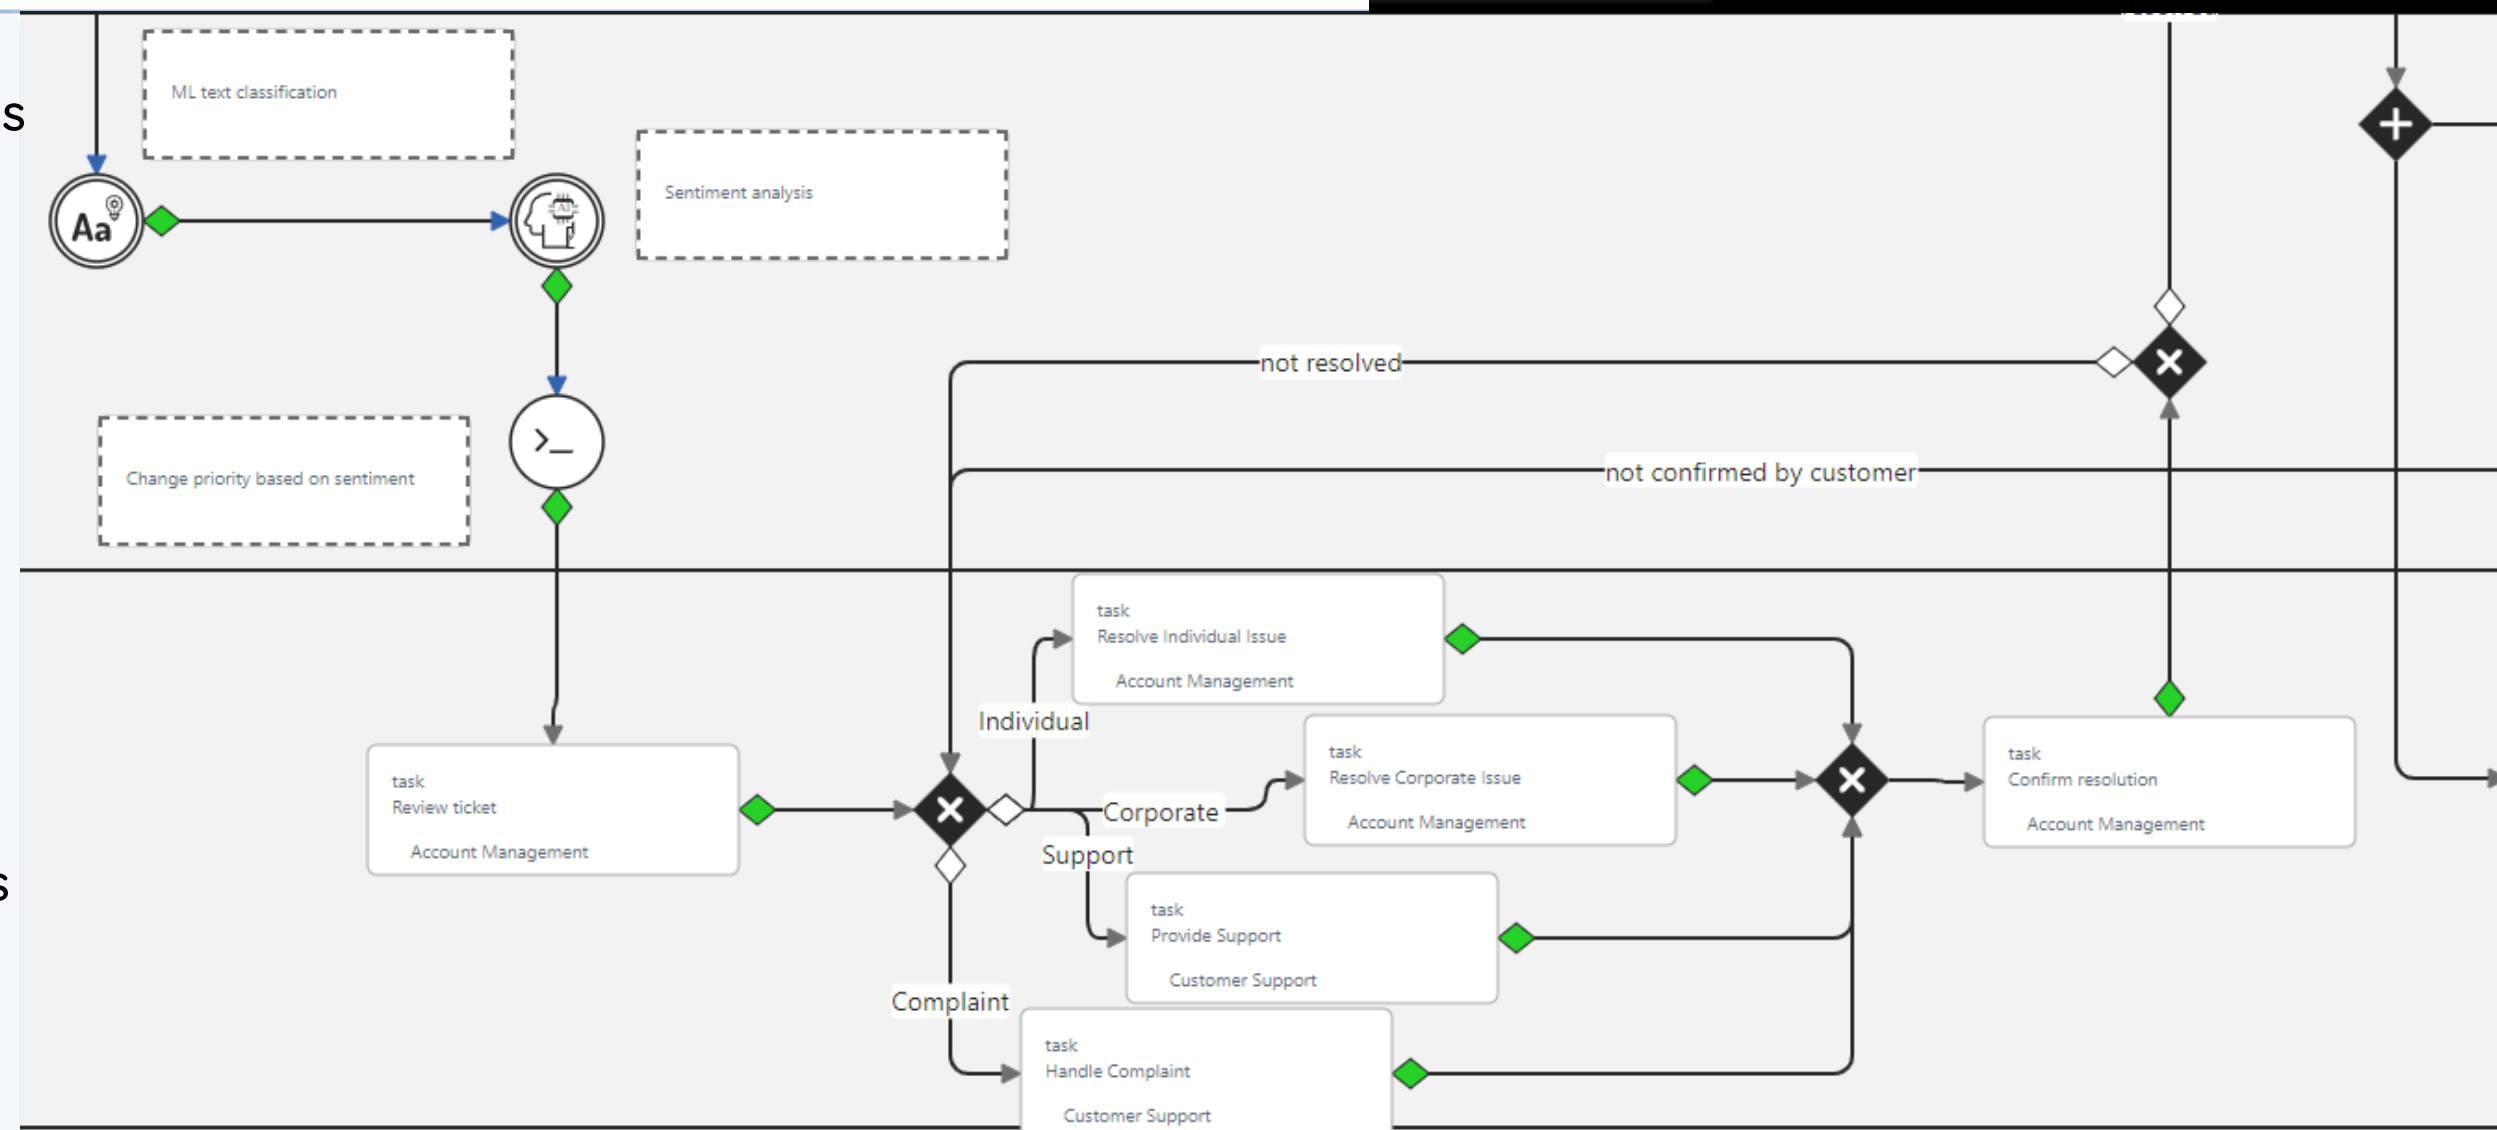 s
ML text classification
Sentiment analysis
Aa
AI
not resolved
not confirmed by customer
>_
Change priority based on sentiment
task
Resolve Individual Issue
Account Management
Individual
task
Resolve Corporate Issue
Account Management
task
Confirm resolution
Account Management
task
Review ticket
Account Management
Corporate
Support
s
task
Provide Support
Customer Support
Complaint
task
Handle Complaint
Customer Support